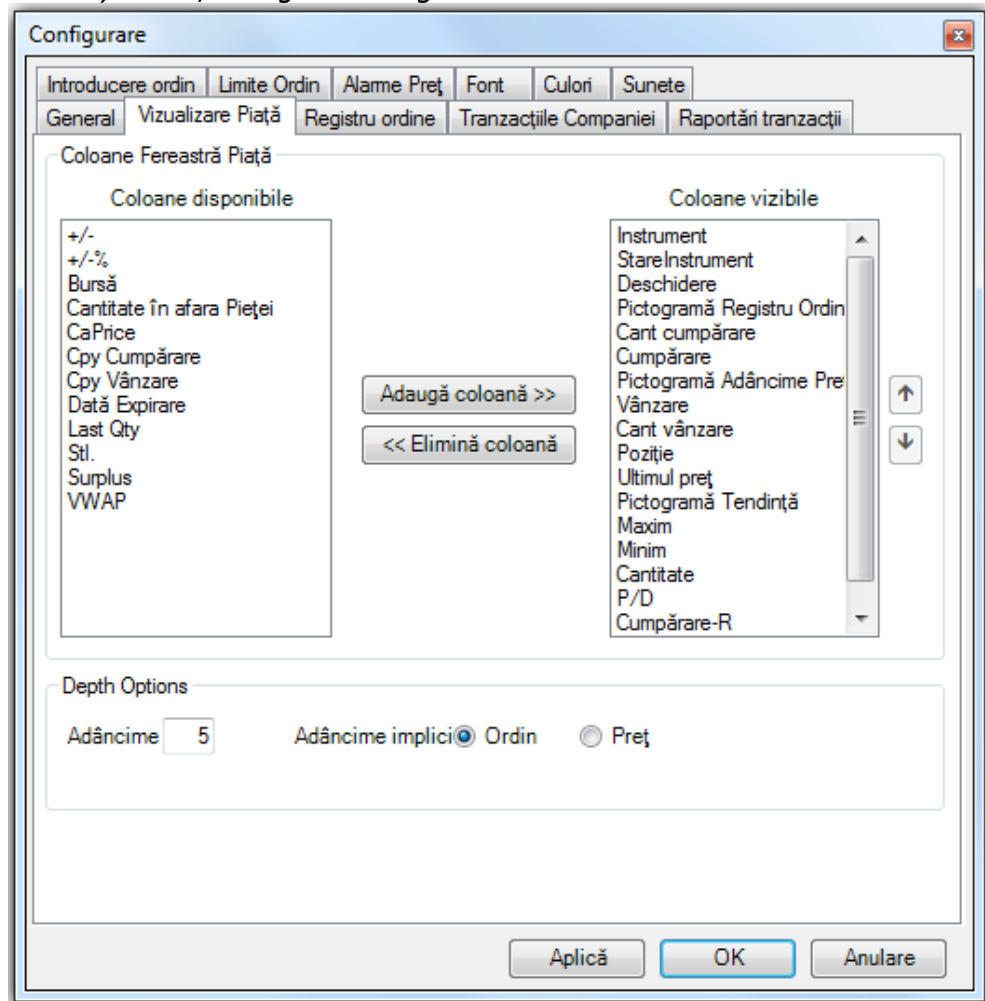 Configurare
Introducere ordin Limite Ordin Alarme Preţ Font Culori Sunete
General Vizualizare Piaţă Registru ordine Tranzacţiile Companiei Raportări tranzacţii
Coloane Fereastră Piaţă
Coloane disponibile
+/-
+/-%
Bursă
Cantitate în afara Pieţei
CaPrice
Cpy Cumpărare
Cpy Vânzare
Dată Expirare
Last Qty
Stl.
Surplus
VWAP
Adaugă coloană >>
<< Elimină coloană
Coloane vizibile
Instrument
StareInstrument
Deschidere
Pictogramă Registru Ordin
Cant cumpărare
Cumpărare
Pictogramă Adâncime Pre
Vânzare
Cant vânzare
Poziţie
Ultimul preţ
Pictogramă Tendinţă
Maxim
Minim
Cantitate
P/D
Cumpărare-R
Depth Options
Adâncime 5 Adâncime implici Ordin Preţ
Aplică OK Anulare